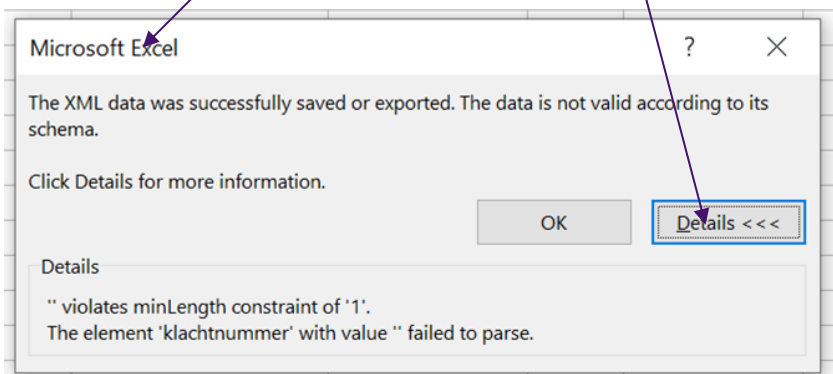 Microsoft Excel
?
The XML data was successfully saved or exported. The data is not valid according to its
schema.
Click Details for more information.
OK
Details <<<
Details
'' violates minLength constraint of '1'.
The element 'klachtnummer' with value '' failed to parse.